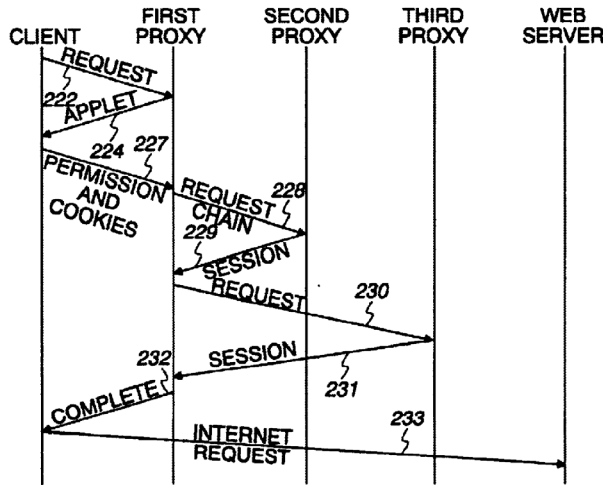 CLIENT
FIRST
PROXY
SECOND
PROXY
THIRD
PROXY
WEB
SERVER
REQUEST
222
APPLET
224
227
PERMISSION
AND
COOKIES
REQUEST
CHAIN
228
229
SESSION
REQUEST
230
SESSION
231
232
COMPLETE
INTERNET
REQUEST
233